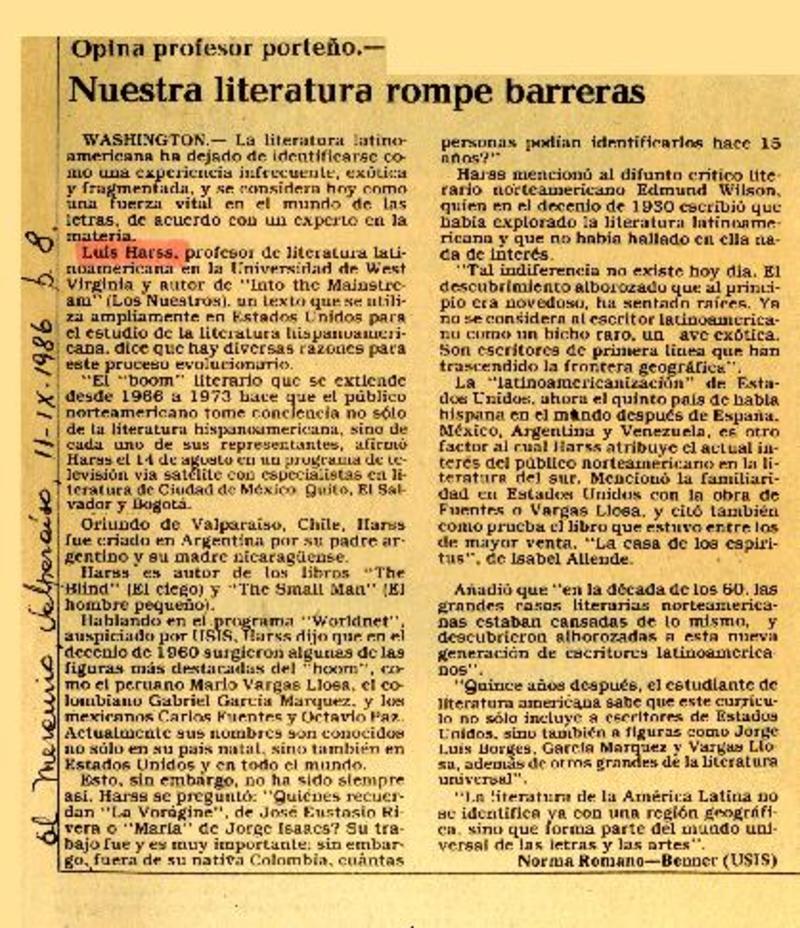 Opina profesor porteño.—
Nuestra literatura rompe barreras
WASHINGTON.— La literatura latino-
americana ha dejado de identificarse co-
mo una experiencia infrecuente, exótica
y fragmentada, y se considera hoy como
una fuerza vital en el mundo de las
letras, de acuerdo con un experto en la
materia.
Luis Harss, profesor de literatura lati-
noamericana en la Universidad de West
Virginia y autor de "Into the Mainstre-
am" (Los Nuestros), un texto que se utili-
za ampliamente en Estados Unidos para
el estudio de la literatura hispanoameri-
cana, dice que hay diversas razones para
este proceso evolucionario.
"El "boom" literario que se extiende
desde 1966 a 1973 hace que el público
norteamericano tome conciencia no sólo
de la literatura hispanoamericana, sino de
cada uno de sus representantes, afirmó
Harss el 14 de agosto en un programa de te-
levisión vía satélite con especialistas en li-
teratura de Ciudad de México, Quito, El Sal-
vador y Bogotá.
Oriundo de Valparaíso, Chile, Harss
fue criado en Argentina por su padre ar-
gentino y su madre nicaragüense.
Harss es autor de los libros "The
Blind" (El ciego) y "The Small Man" (El
hombre pequeño).
Hablando en el programa "Worldnet",
auspiciado por USIS, Harss dijo que en el
decenio de 1960 surgieron algunas de las
figuras más destacadas del "boom", co-
mo el peruano Mario Vargas Llosa, el co-
lombiano Gabriel García Marquez, y los
mexicanos Carlos Fuentes y Octavio Paz.
Actualmente sus nombres son conocidos
no sólo en su país natal, sino también en
Estados Unidos y en todo el mundo.
Esto, sin embargo, no ha sido siempre
así. Harss se preguntó: "Quiénes recuer-
dan "La Vorágine", de José Eustasio Ri-
vera o "María" de Jorge Isaacs? Su tra-
bajo fue y es muy importante; sin embar-
go, fuera de su nativa Colombia, cuántas
personas podían identificarlos hace 15
años?"
Harss mencionó al difunto crítico lite-
rario norteamericano Edmund Wilson,
quien en el decenio de 1930 escribió que
había explorado la literatura latinoame-
ricana y que no había hallado en ella na-
da de interés.
"Tal indiferencia no existe hoy día. El
descubrimiento alborozado que al princi-
pio era novedoso, ha sentado raíces. Ya
no se considera al escritor latinoamerica-
no como un bicho raro, un ave exótica.
Son escritores de primera línea que han
trascendido la frontera geográfica".
La "latinoamericanización" de Esta-
dos Unidos, ahora el quinto país de habla
hispana en el mundo después de España,
México, Argentina y Venezuela, es otro
factor al cual Harss atribuye el actual in-
terés del público norteamericano en la li-
teratura del sur. Mencionó la familiari-
dad en Estados Unidos con la obra de
Fuentes o Vargas Llosa, y citó también
como prueba el libro que estuvo entre los
de mayor venta, "La casa de los espíri-
tus", de Isabel Allende.
Añadió que "en la década de los 60, las
grandes casas literarias norteamerica-
nas estaban cansadas de lo mismo, y
descubrieron alborozadas a esta nueva
generación de escritores latinoamerica-
nos".
"Quince años después, el estudiante de
literatura americana sabe que este currícu-
lo no sólo incluye a escritores de Estados
Unidos, sino también a figuras como Jorge
Luis Borges, García Marquez y Vargas Llo-
sa, además de otros grandes de la literatura
universal".
"La literatura de la América Latina no
se identifica ya con una región geográfi-
ca, sino que forma parte del mundo uni-
versal de las letras y las artes".
Norma Romano—Benner (USIS)
El Mercurio, Valparaíso, 11-IX-1986 p. 8.